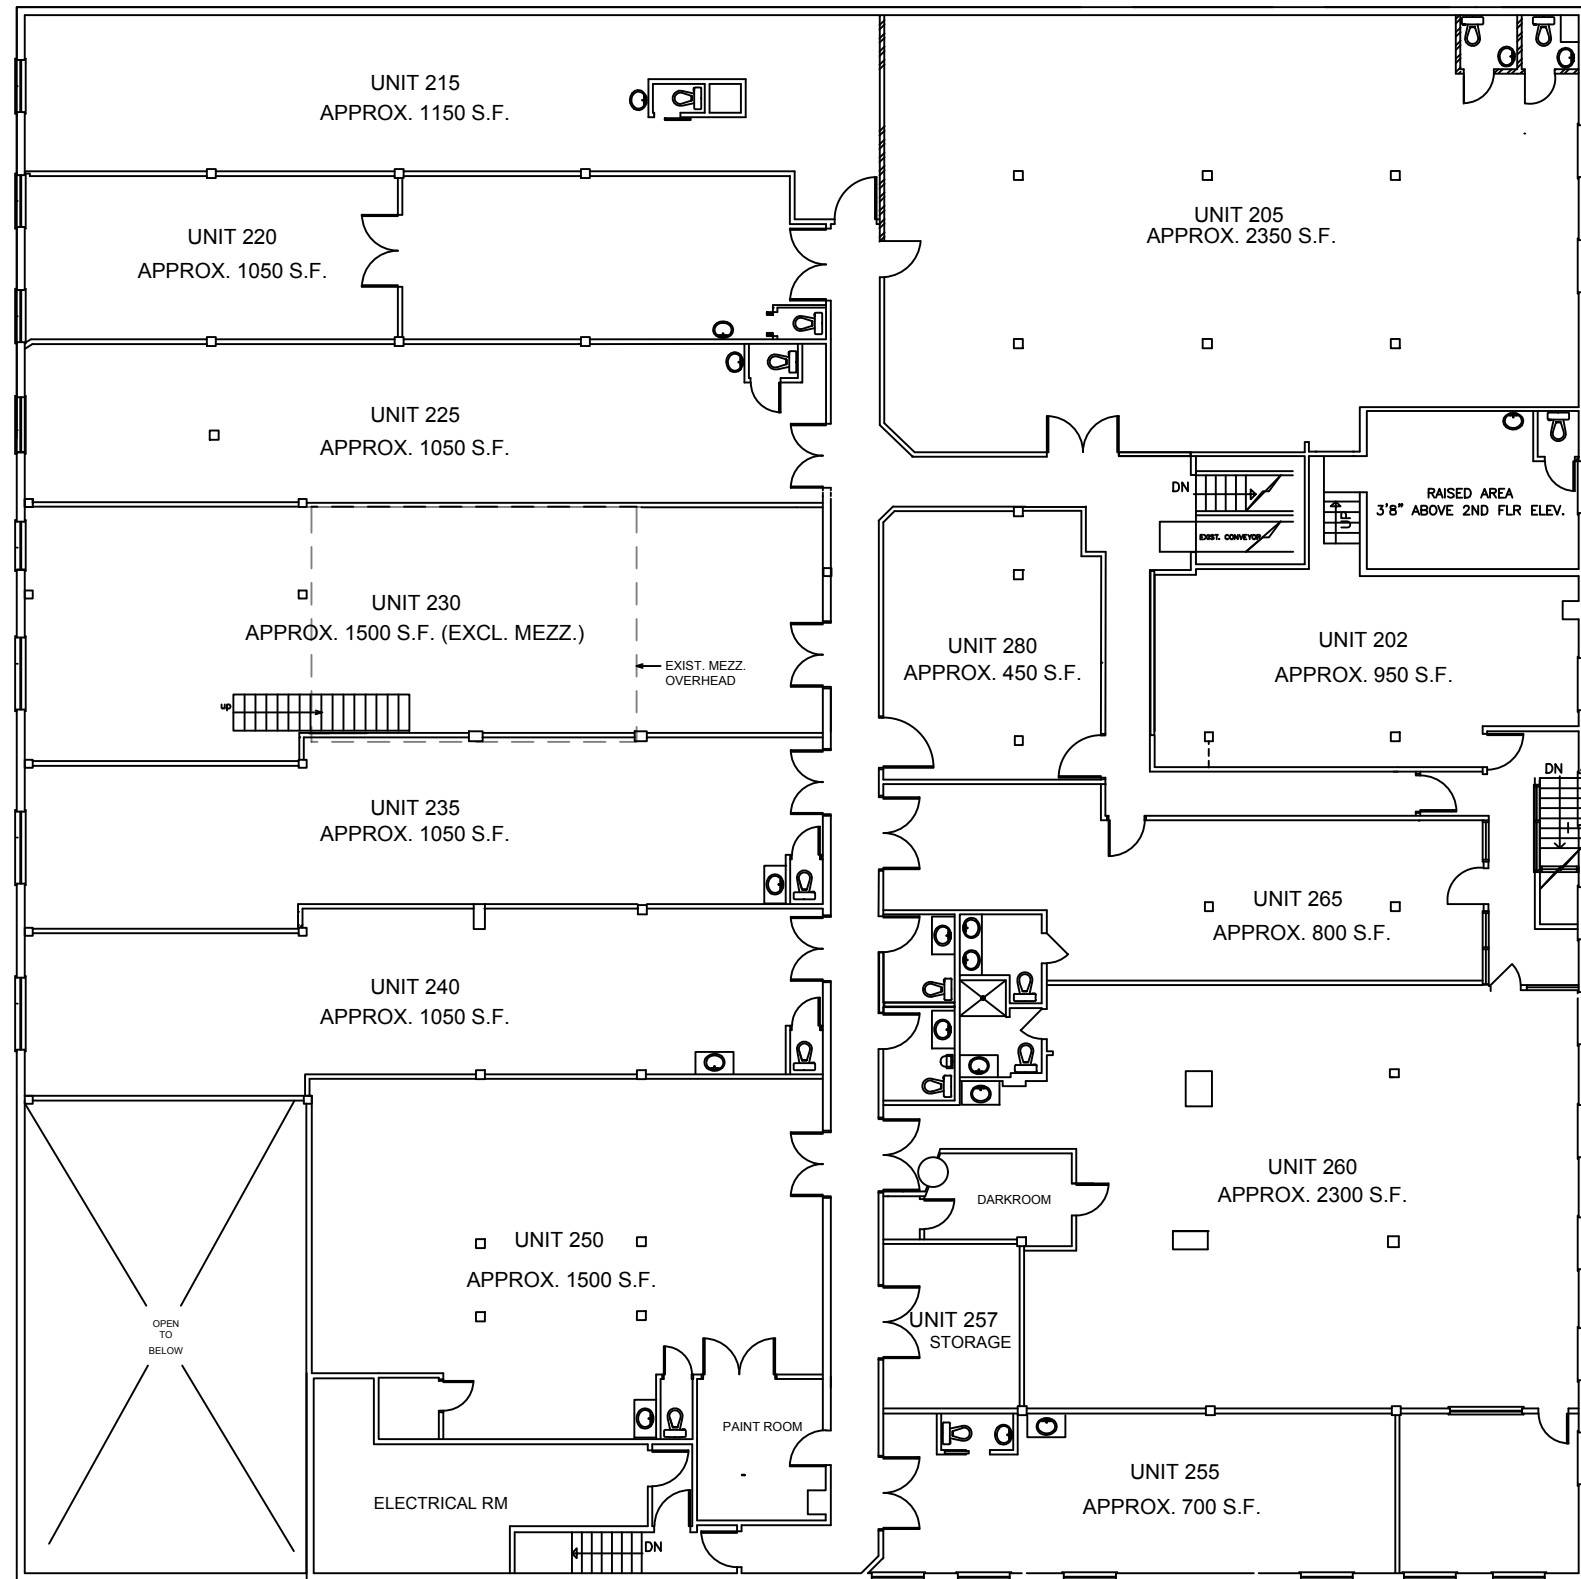 UNIT 215
APPROX. 1150 S.F.
UNIT 205
APPROX. 2350 S.F.
UNIT 220
APPROX. 1050 S.F.
UNIT 225
APPROX. 1050 S.F.
DN
UP
RAISED AREA
3'8" ABOVE 2ND FLR ELEV.
EXIST. CONVEYOR
UNIT 230
APPROX. 1500 S.F. (EXCL. MEZZ.)
EXIST. MEZZ.
OVERHEAD
up
UNIT 280
APPROX. 450 S.F.
UNIT 202
APPROX. 950 S.F.
DN
UNIT 235
APPROX. 1050 S.F.
UNIT 265
APPROX. 800 S.F.
UNIT 240
APPROX. 1050 S.F.
UNIT 260
APPROX. 2300 S.F.
DARKROOM
UNIT 250
APPROX. 1500 S.F.
OPEN
TO
BELOW
UNIT 257
STORAGE
PAINT ROOM
UNIT 255
APPROX. 700 S.F.
ELECTRICAL RM
DN